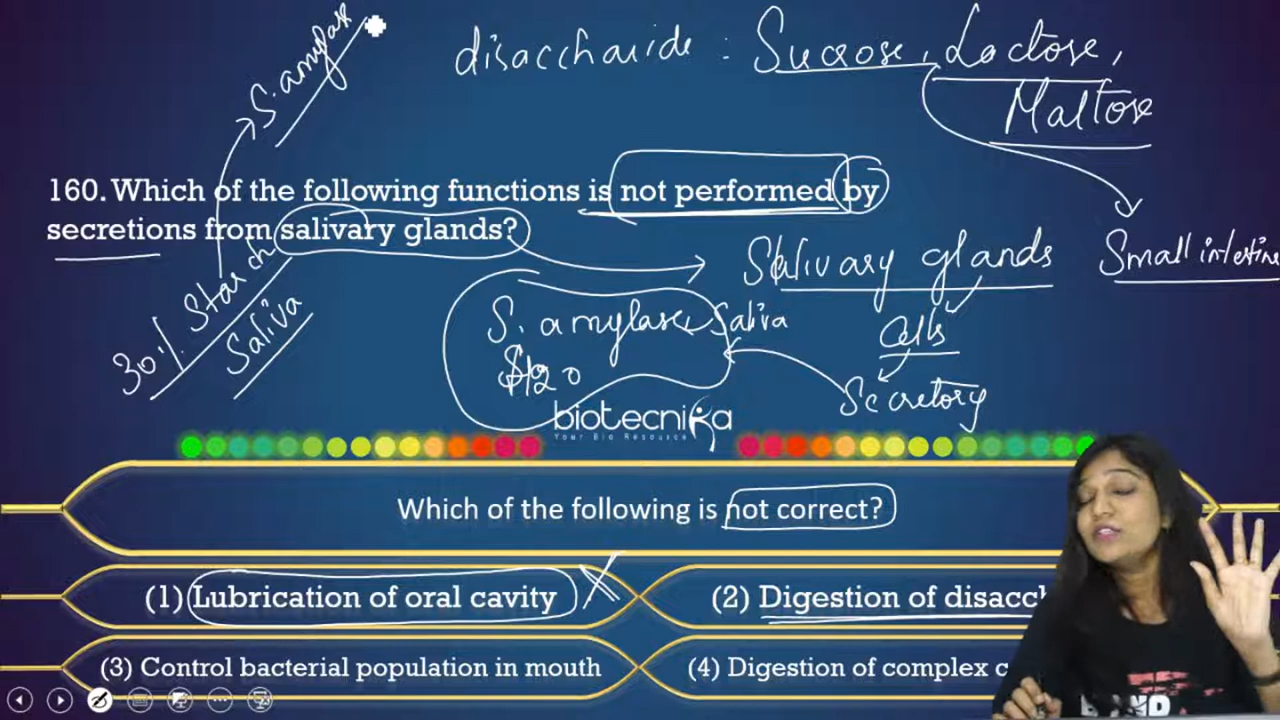 S. amylase
disaccharide : Sucrose, Lactose,
Maltose
160. Which of the following functions is not performed by
secretions from salivary glands?
30% Starch
Saliva
Salivary glands
Small intestine
S. amylase Saliva
Cells
H2O
Secretory
biotecnika
Your Bio Resource
Which of the following is not correct?
(1) Lubrication of oral cavity
(2) Digestion of disacch
(3) Control bacterial population in mouth
(4) Digestion of complex c